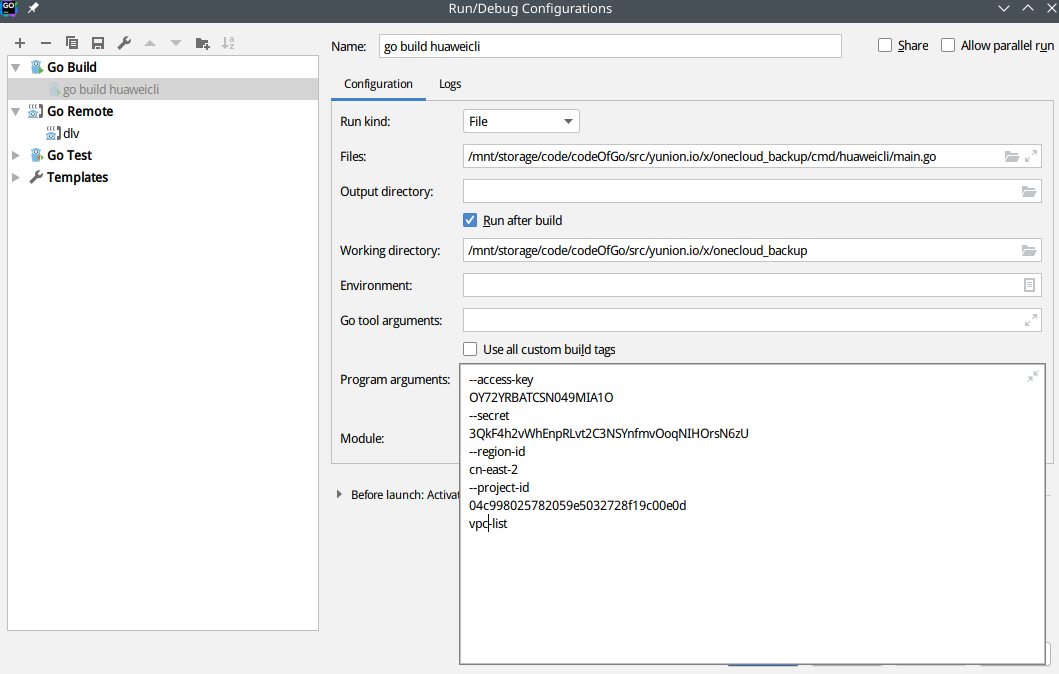 GO
Run/Debug Configurations
Name:
go build huaweicli
Share
Allow parallel run
Go Build
go build huaweicli
Go Remote
dlv
Go Test
Templates
Configuration
Logs
Run kind:
File
Files:
/mnt/storage/code/codeOfGo/src/yunion.io/x/onecloud_backup/cmd/huaweicli/main.go
Output directory:
Run after build
Working directory:
/mnt/storage/code/codeOfGo/src/yunion.io/x/onecloud_backup
Environment:
Go tool arguments:
Use all custom build tags
Program arguments:
--access-key
OY72YRBATCSN049MIA1O
--secret
3QkF4h2vWhEnpRLvt2C3NSYnfmvOoqNIHOrsN6zU
Module:
--region-id
cn-east-2
--project-id
04c998025782059e5032728f19c00e0d
Before launch: Activat
vpc-list